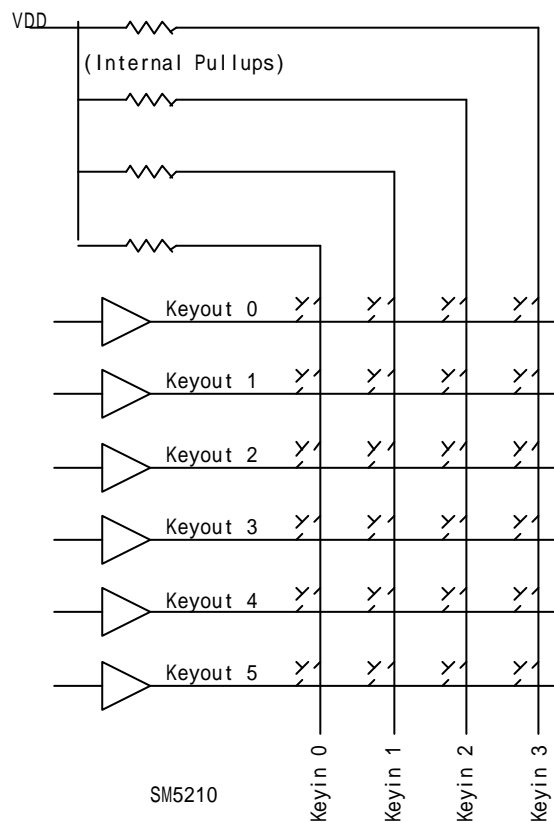 VDD
(Internal Pullups)
Keyout 0
Keyout 1
Keyout 2
Keyout 3
Keyout 4
Keyout 5
SM5210
Keyin 0
Keyin 1
Keyin 2
Keyin 3